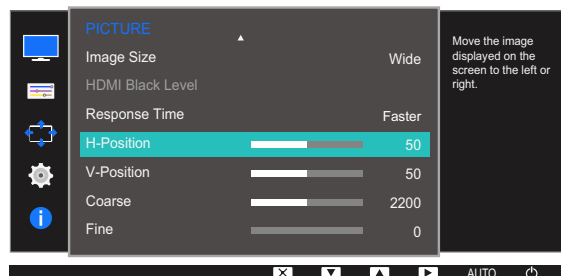 PICTURE
Image Size Wide
HDMI Black Level
Response Time Faster
H-Position 50
V-Position 50
Coarse 2200
Fine 0
Move the image
displayed on the
screen to the left or
right.
AUTO